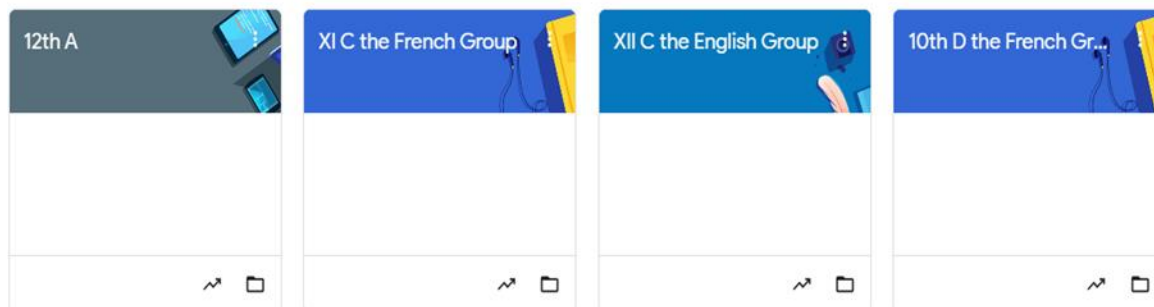 12th A
XI C the French Group
XII C the English Group
10th D the French Gr...